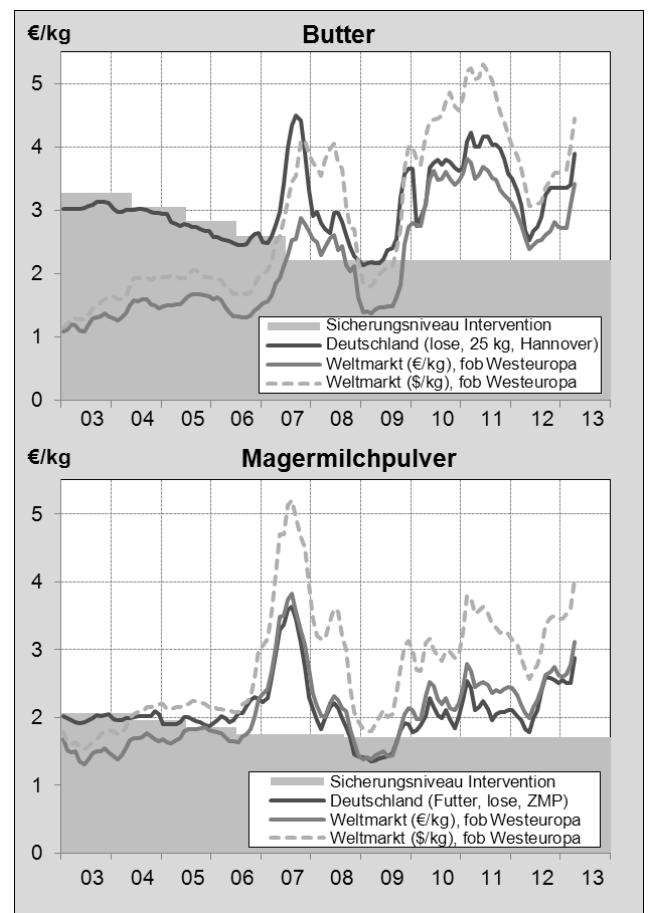 €/kg Butter
5
4
3
2
1
0
Sicherungsniveau Intervention
Deutschland (lose, 25 kg, Hannover)
Weltmarkt (€/kg), fob Westeuropa
Weltmarkt ($/kg), fob Westeuropa
03 04 05 06 07 08 09 10 11 12 13
€/kg Magermilchpulver
5
4
3
2
1
0
Sicherungsniveau Intervention
Deutschland (Futter, lose, ZMP)
Weltmarkt (€/kg), fob Westeuropa
Weltmarkt ($/kg), fob Westeuropa
03 04 05 06 07 08 09 10 11 12 13